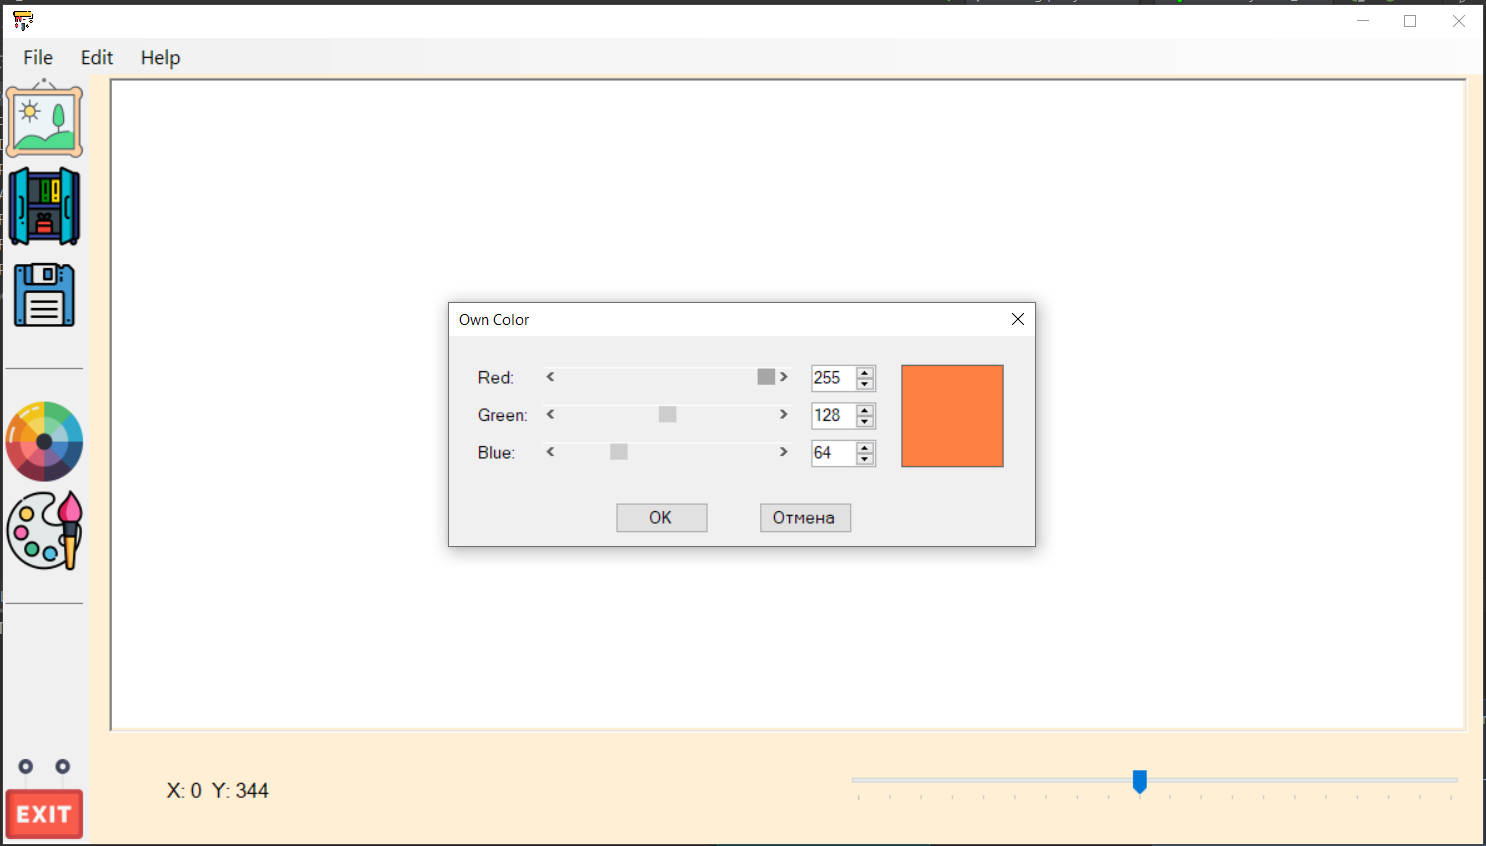 File Edit Help
Own Color
Red: 255
Green: 128
Blue: 64
OK Отмена
X: 0 Y: 344
EXIT